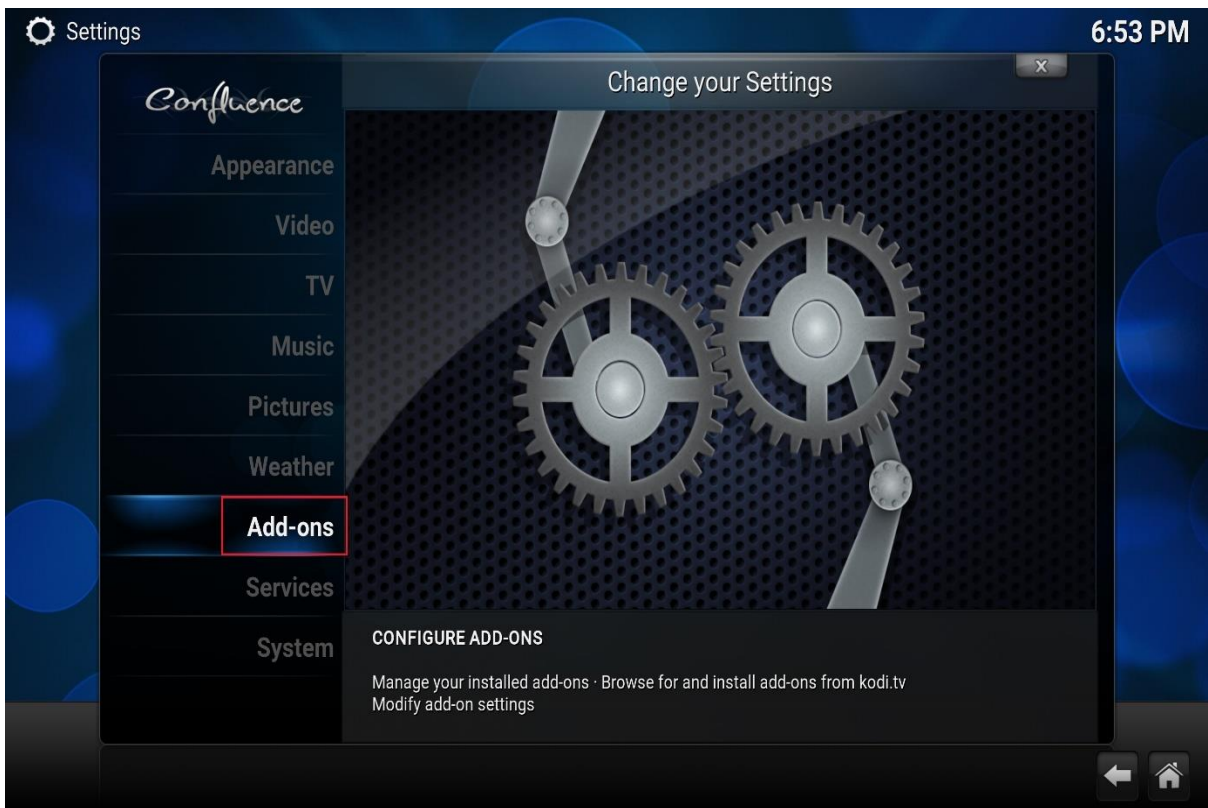 Settings
6:53 PM
Confluence
Change your Settings
X
Appearance
Video
TV
Music
Pictures
Weather
Add-ons
Services
System
CONFIGURE ADD-ONS
Manage your installed add-ons · Browse for and install add-ons from kodi.tv
Modify add-on settings